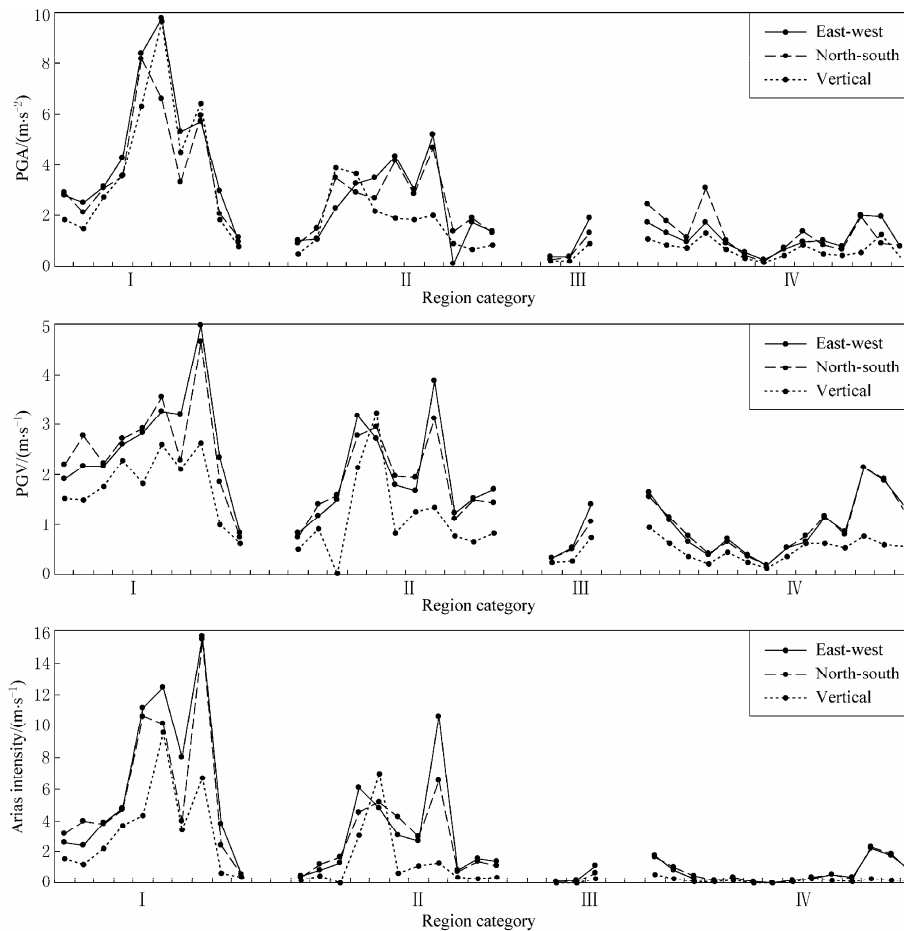 10
8
6
4
2
0
PGA/(m·s⁻²)
East-west
North-south
Vertical
I
II
III
IV
Region category
5
4
3
2
1
0
PGV/(m·s⁻¹)
East-west
North-south
Vertical
I
II
III
IV
Region category
16
14
12
10
8
6
4
2
0
Arias intensity/(m·s⁻¹)
East-west
North-south
Vertical
I
II
III
IV
Region category